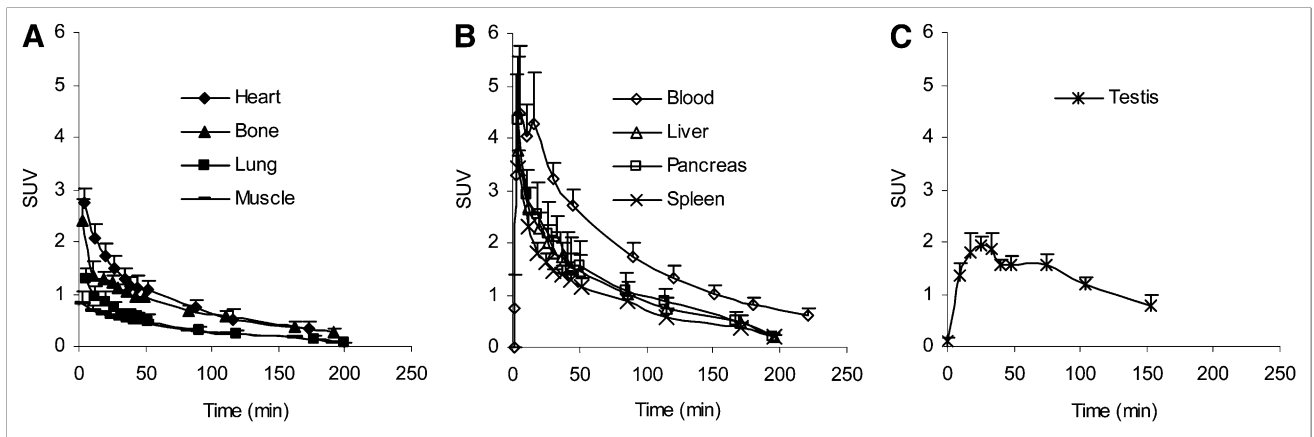 A
6
5
4
3
2
1
0
SUV
Heart
Bone
Lung
Muscle
0 50 100 150 200 250
Time (min)
B
6
5
4
3
2
1
0
SUV
Blood
Liver
Pancreas
Spleen
0 50 100 150 200 250
Time (min)
C
6
5
4
3
2
1
0
SUV
Testis
0 50 100 150 200 250
Time (min)